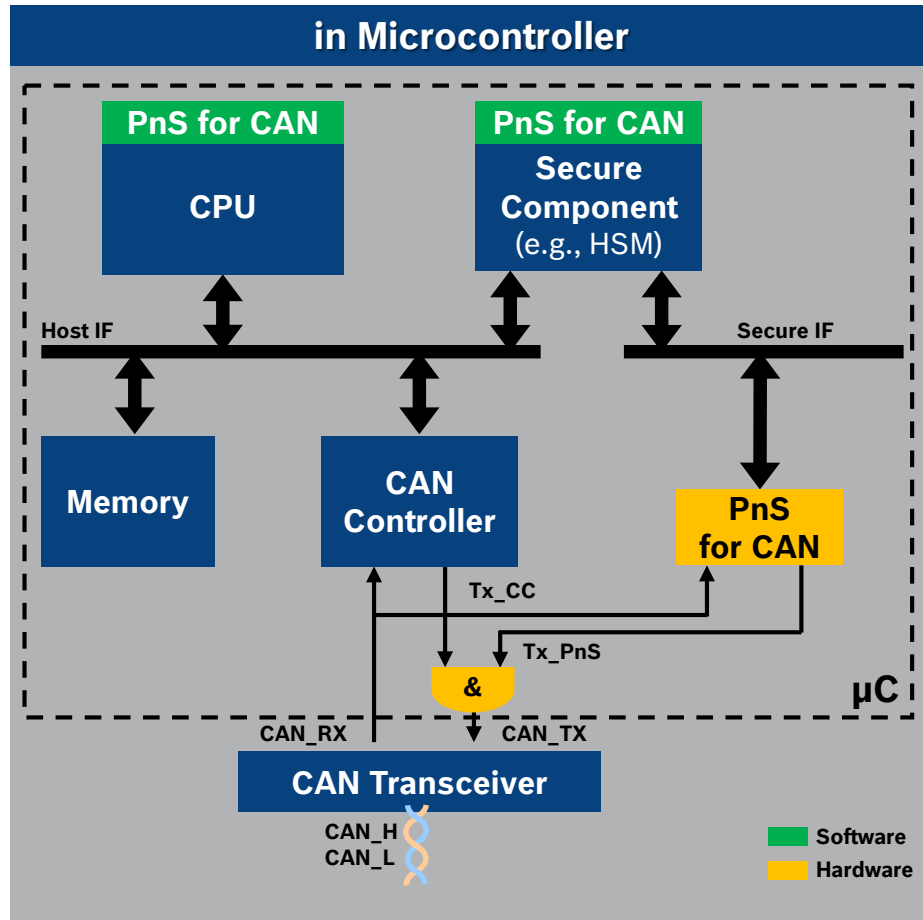 in Microcontroller
PnS for CAN
CPU
PnS for CAN
Secure
Component
(e.g., HSM)
Host IF
Secure IF
Memory
CAN
Controller
PnS
for CAN
Tx_CC
Tx_PnS
&
µC
CAN_RX
CAN_TX
CAN Transceiver
CAN_H
CAN_L
Software
Hardware